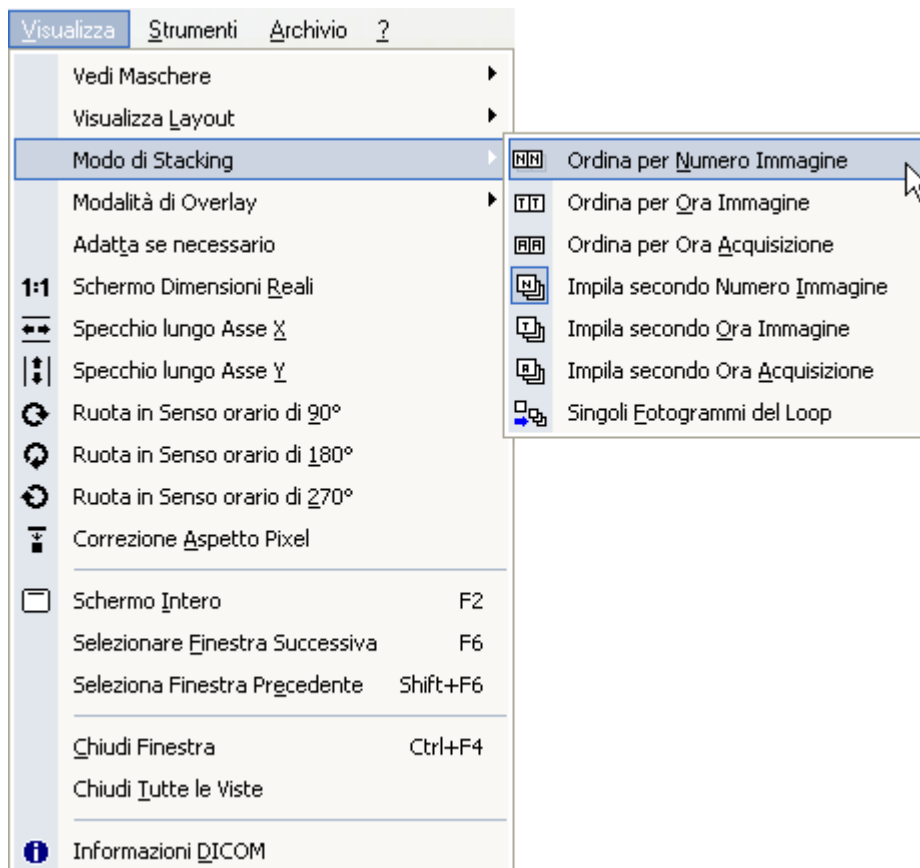 Visualizza Strumenti Archivio ?
Vedi Maschere
Visualizza Layout
Modo di Stacking
Modalità di Overlay
Adatta se necessario
1:1 Schermo Dimensioni Reali
Specchio lungo Asse X
Specchio lungo Asse Y
Ruota in Senso orario di 90°
Ruota in Senso orario di 180°
Ruota in Senso orario di 270°
Correzione Aspetto Pixel
Schermo Intero F2
Selezionare Finestra Successiva F6
Seleziona Finestra Precedente Shift+F6
Chiudi Finestra Ctrl+F4
Chiudi Tutte le Viste
i Informazioni DICOM
NN Ordina per Numero Immagine
TT Ordina per Ora Immagine
AA Ordina per Ora Acquisizione
N Impila secondo Numero Immagine
T Impila secondo Ora Immagine
A Impila secondo Ora Acquisizione
Singoli Fotogrammi del Loop